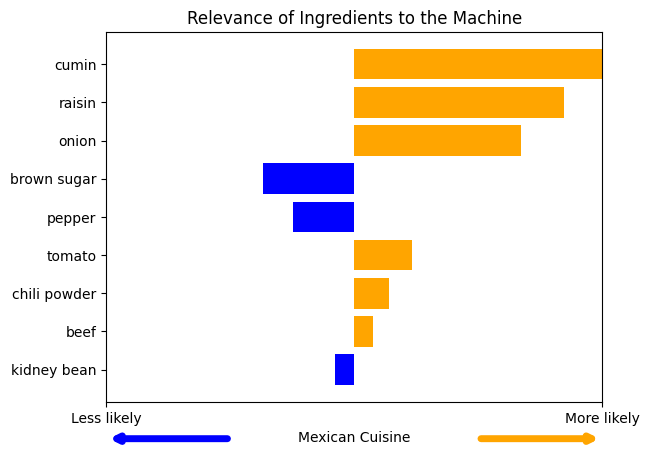 Relevance of Ingredients to the Machine
cumin
raisin
onion
brown sugar
pepper
tomato
chili powder
beef
kidney bean
Less likely
More likely
Mexican Cuisine